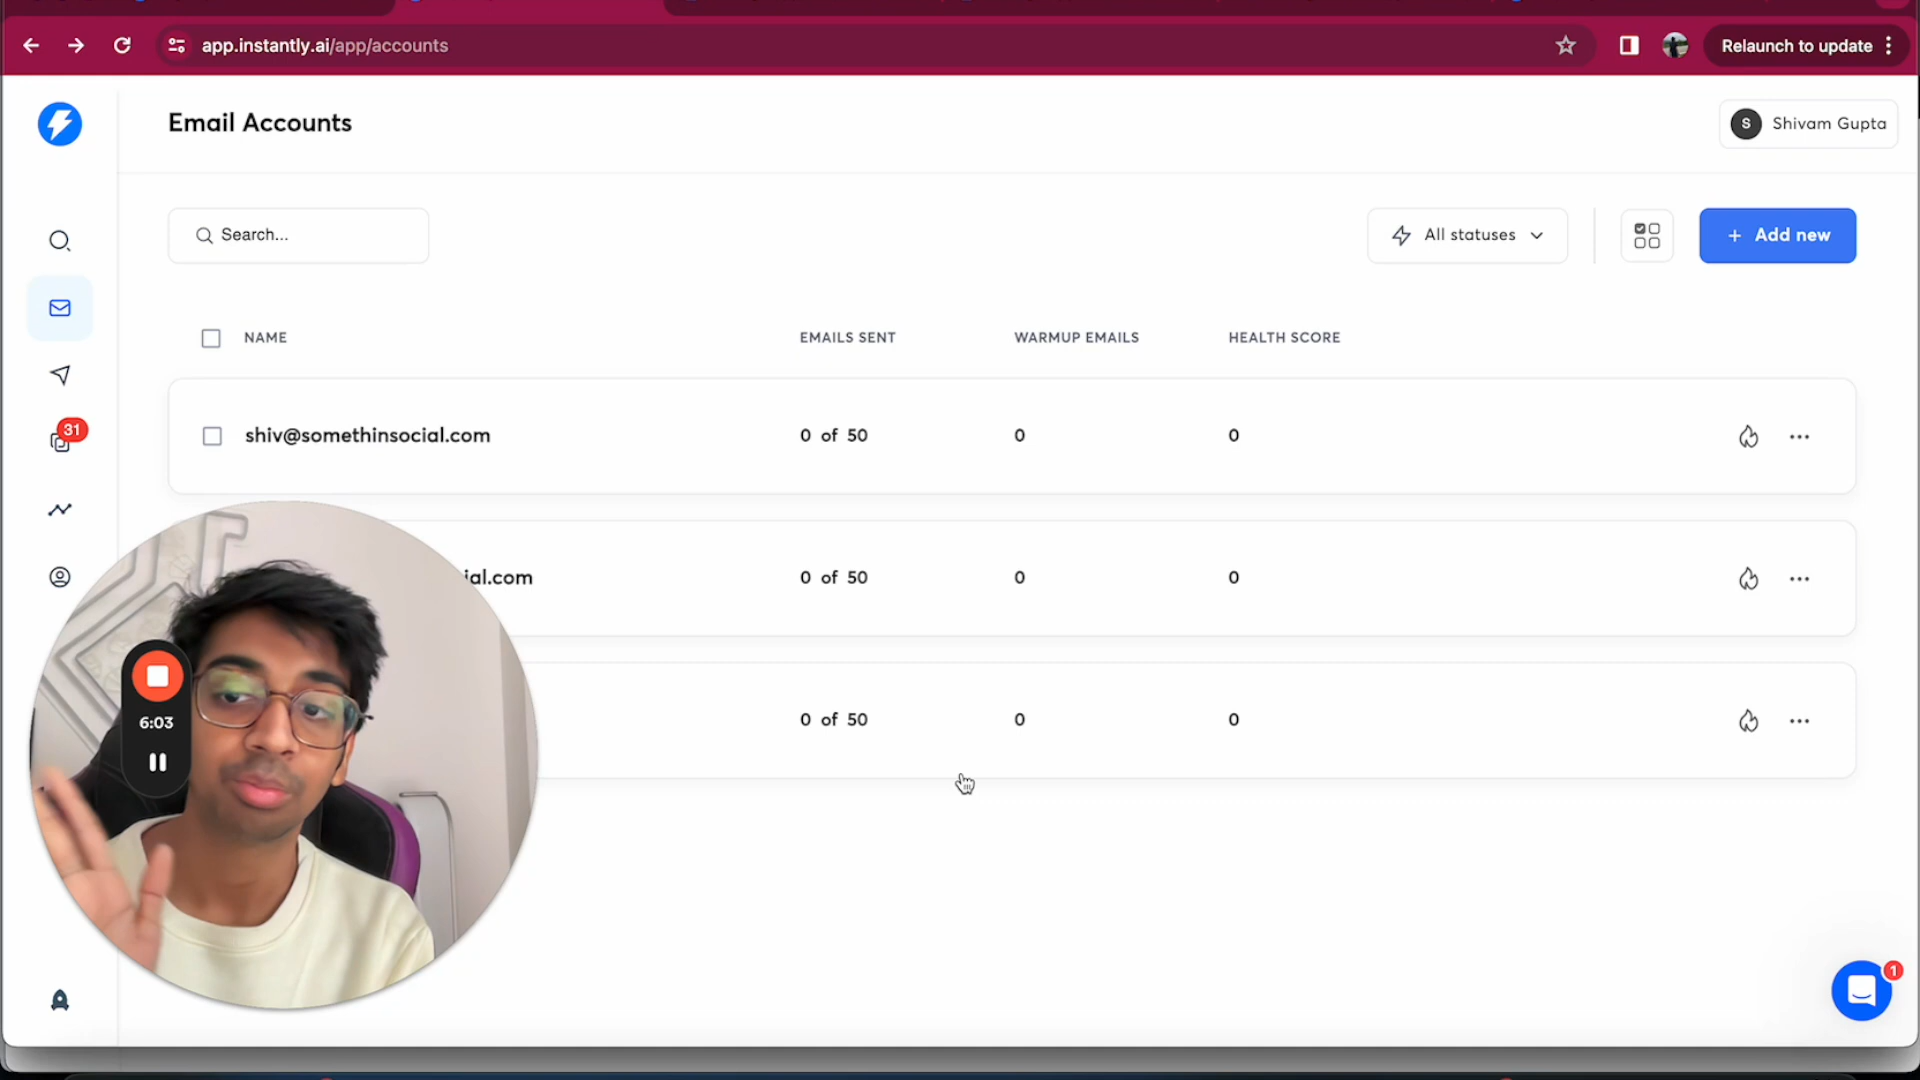 app.instantly.ai/app/accounts
Relaunch to update
Email Accounts
S
Shivam Gupta
Search...
All statuses
+ Add new
NAME
EMAILS SENT
WARMUP EMAILS
HEALTH SCORE
31
shiv@somethinsocial.com
0 of 50
0
0
ial.com
0 of 50
0
0
6:03
0 of 50
0
0
1